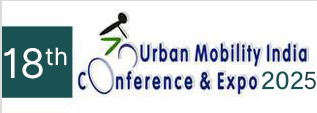 18th
Urban Mobility India
Conference & Expo 2025